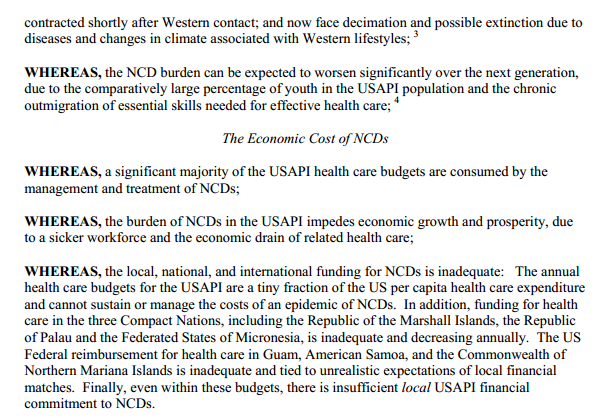 contracted shortly after Western contact; and now face decimation and possible extinction due to
diseases and changes in climate associated with Western lifestyles; 3
WHEREAS, the NCD burden can be expected to worsen significantly over the next generation,
due to the comparatively large percentage of youth in the USAPI population and the chronic
outmigration of essential skills needed for effective health care; 4
The Economic Cost of NCDs
WHEREAS, a significant majority of the USAPI health care budgets are consumed by the
management and treatment of NCDs;
WHEREAS, the burden of NCDs in the USAPI impedes economic growth and prosperity, due
to a sicker workforce and the economic drain of related health care;
WHEREAS, the local, national, and international funding for NCDs is inadequate:   The annual
health care budgets for the USAPI are a tiny fraction of the US per capita health care expenditure
and cannot sustain or manage the costs of an epidemic of NCDs.  In addition, funding for health
care in the three Compact Nations, including the Republic of the Marshall Islands, the Republic
of Palau and the Federated States of Micronesia, is inadequate and decreasing annually.  The US
Federal reimbursement for health care in Guam, American Samoa, and the Commonwealth of
Northern Mariana Islands is inadequate and tied to unrealistic expectations of local financial
matches.  Finally, even within these budgets, there is insufficient local USAPI financial
commitment to NCDs.